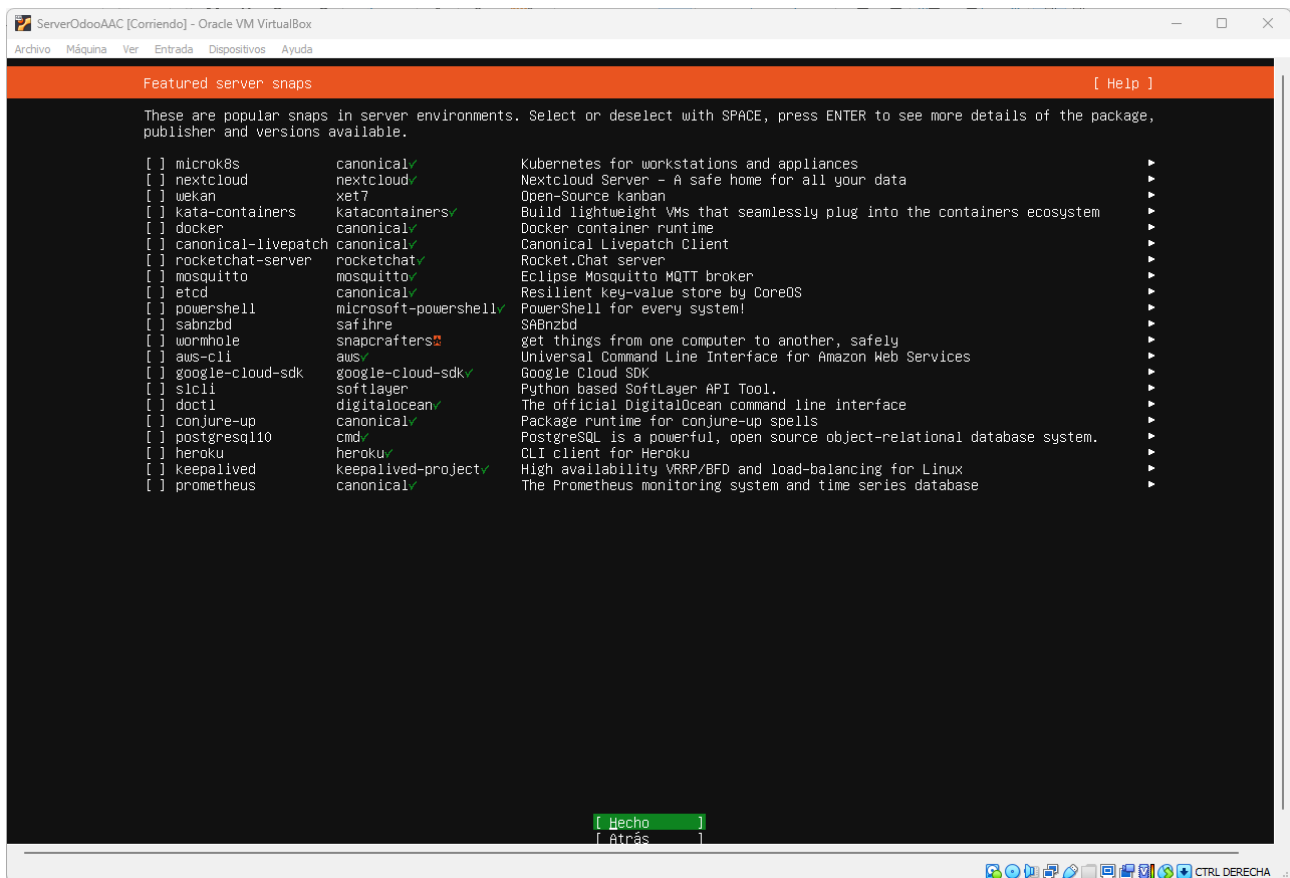 ServerOdooAAC [Corriendo] - Oracle VM VirtualBox
Archivo Máquina Ver Entrada Dispositivos Ayuda
Featured server snaps [ Help ]
These are popular snaps in server environments. Select or deselect with SPACE, press ENTER to see more details of the package,
publisher and versions available.
[ ] microk8s canonical✓ Kubernetes for workstations and appliances ▸
[ ] nextcloud nextcloud✓ Nextcloud Server - A safe home for all your data ▸
[ ] wekan xet7 Open-Source kanban ▸
[ ] kata-containers katacontainers✓ Build lightweight VMs that seamlessly plug into the containers ecosystem ▸
[ ] docker canonical✓ Docker container runtime ▸
[ ] canonical-livepatch canonical✓ Canonical Livepatch Client ▸
[ ] rocketchat-server rocketchat✓ Rocket.Chat server ▸
[ ] mosquitto mosquitto✓ Eclipse Mosquitto MQTT broker ▸
[ ] etcd canonical✓ Resilient key-value store by CoreOS ▸
[ ] powershell microsoft-powershell✓ PowerShell for every system! ▸
[ ] sabnzbd safihre SABnzbd ▸
[ ] wormhole snapcrafters get things from one computer to another, safely ▸
[ ] aws-cli aws✓ Universal Command Line Interface for Amazon Web Services ▸
[ ] google-cloud-sdk google-cloud-sdk✓ Google Cloud SDK ▸
[ ] slcli softlayer Python based SoftLayer API Tool. ▸
[ ] doctl digitalocean✓ The official DigitalOcean command line interface ▸
[ ] conjure-up canonical✓ Package runtime for conjure-up spells ▸
[ ] postgresql10 cmd✓ PostgreSQL is a powerful, open source object-relational database system. ▸
[ ] heroku heroku✓ CLI client for Heroku ▸
[ ] keepalived keepalived-project✓ High availability VRRP/BFD and load-balancing for Linux ▸
[ ] prometheus canonical✓ The Prometheus monitoring system and time series database ▸
[ Hecho ]
[ Atrás ]
CTRL DERECHA